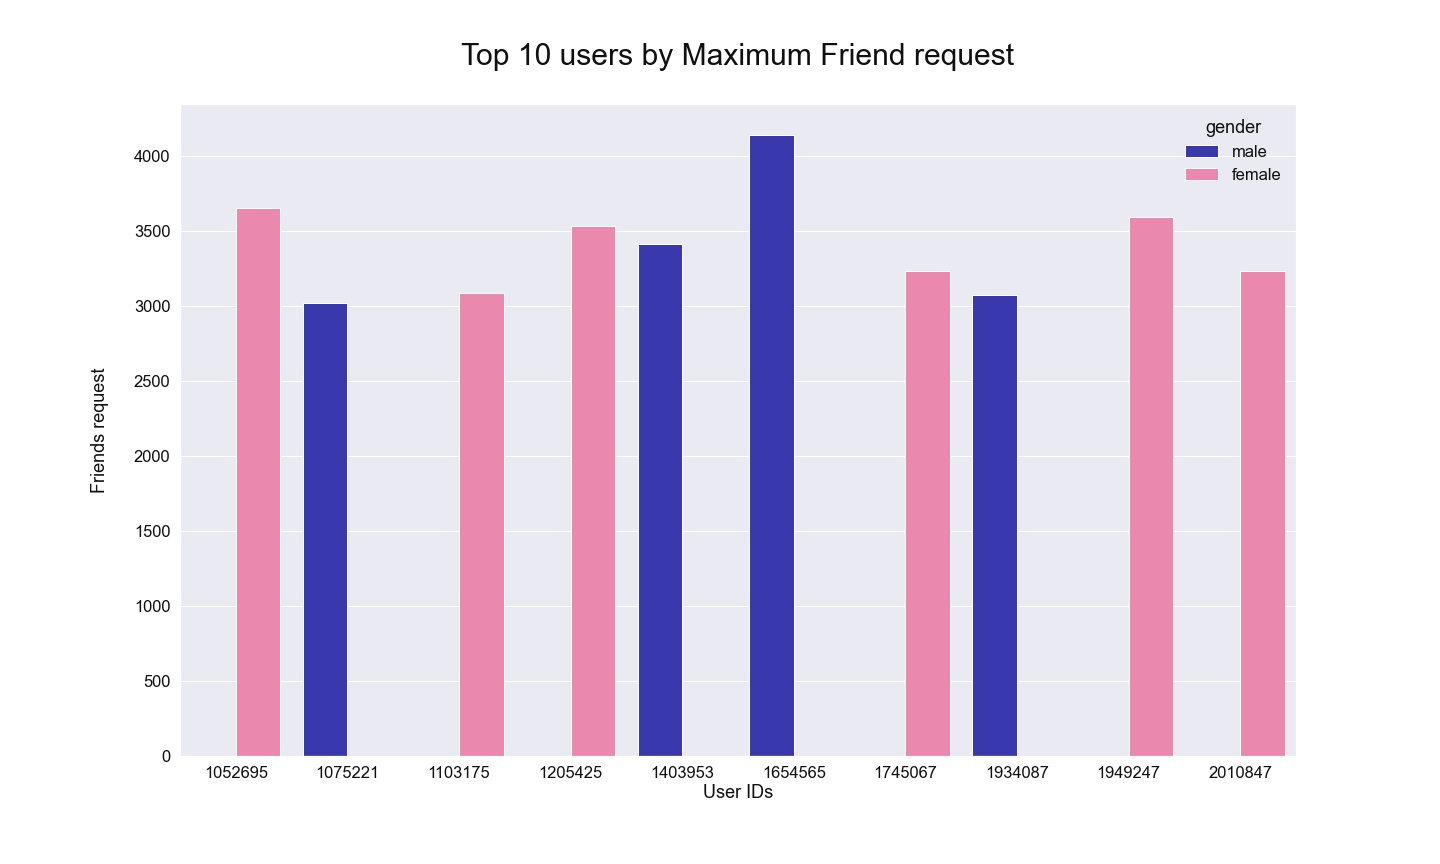 Top 10 users by Maximum Friend request
gender
male
female
4000
3500
3000
2500
2000
1500
1000
500
0
Friends request
1052695 1075221 1103175 1205425 1403953 1654565 1745067 1934087 1949247 2010847
User IDs